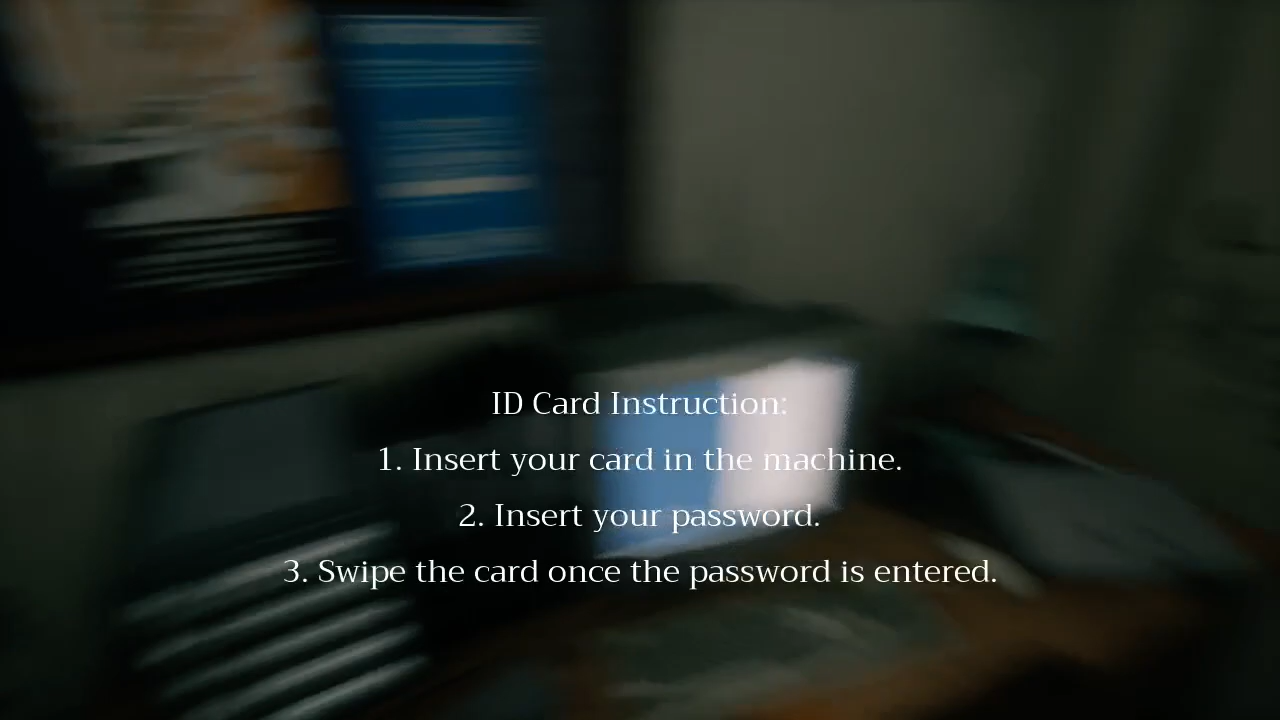 ID Card Instruction:
1. Insert your card in the machine.
2. Insert your password.
3. Swipe the card once the password is entered.